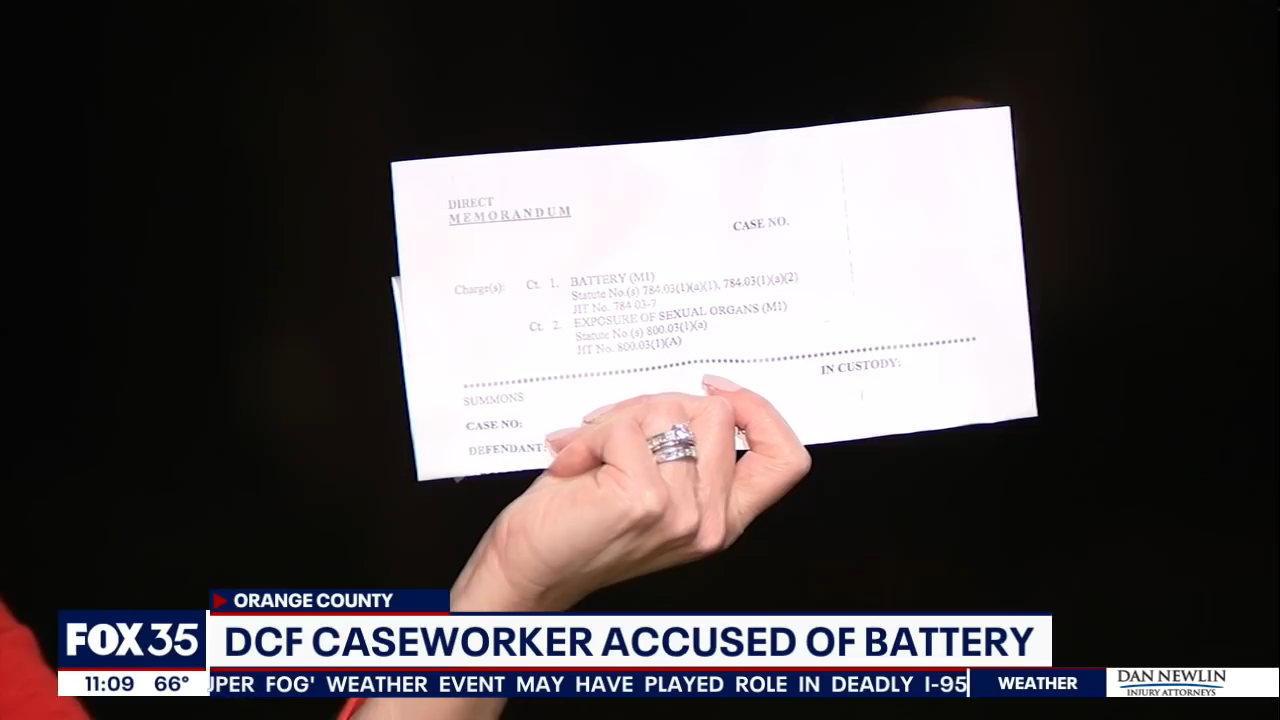 DIRECT
MEMORANDUM
CASE NO.
Charge(s): Ct. 1. BATTERY (M1)
Statute No.(s) 784.03(1)(a)(1), 784.03(1)(a)(2)
JIT No. 784.03-7
Ct. 2. EXPOSURE OF SEXUAL ORGANS (M1)
Statute No.(s) 800.03(1)(a)
JIT No. 800.03(1)(A)
IN CUSTODY:
SUMMONS
CASE NO:
DEFENDANT:
ORANGE COUNTY
FOX 35
DCF CASEWORKER ACCUSED OF BATTERY
11:09 66° UPER FOG' WEATHER EVENT MAY HAVE PLAYED ROLE IN DEADLY I-95
WEATHER
DAN NEWLIN
INJURY ATTORNEYS